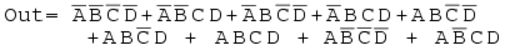 Out= A̅B̅C̅D̅+A̅B̅CD+A̅BC̅D̅+A̅BCD+ABC̅D̅
+ABC̅D + ABCD + AB̅C̅D̅ + AB̅CD